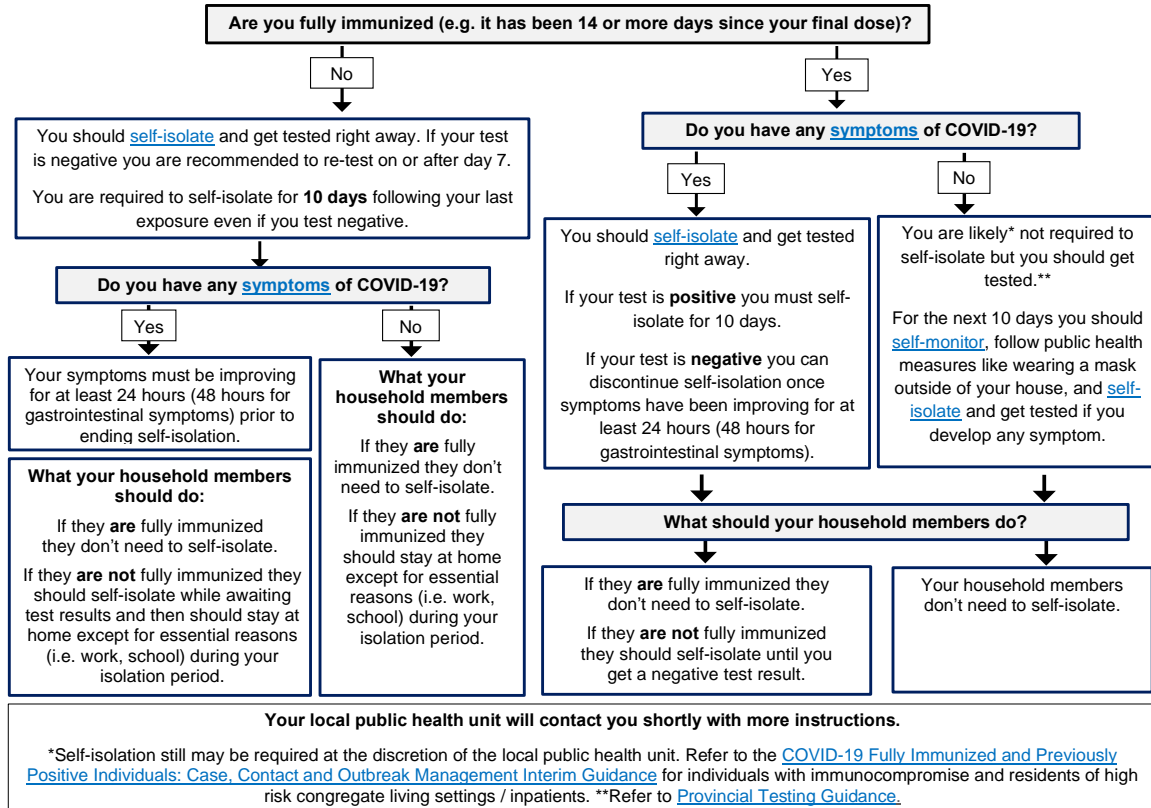 Are you fully immunized (e.g. it has been 14 or more days since your final dose)?
No
Yes
You should self-isolate and get tested right away. If your test
is negative you are recommended to re-test on or after day 7.
You are required to self-isolate for 10 days following your last
exposure even if you test negative.
Do you have any symptoms of COVID-19?
Yes
No
Your symptoms must be improving
for at least 24 hours (48 hours for
gastrointestinal symptoms) prior to
ending self-isolation.
What your household members
should do:
If they are fully immunized
they don't need to self-isolate.
If they are not fully immunized they
should self-isolate while awaiting
test results and then should stay at
home except for essential reasons
(i.e. work, school) during your
isolation period.
What your
household members
should do:
If they are fully
immunized they don't
need to self-isolate.
If they are not fully
immunized they
should stay at home
except for essential
reasons (i.e. work,
school) during your
isolation period.
Do you have any symptoms of COVID-19?
Yes
No
You should self-isolate and get tested
right away.
If your test is positive you must self-
isolate for 10 days.
If your test is negative you can
discontinue self-isolation once
symptoms have been improving for at
least 24 hours (48 hours for
gastrointestinal symptoms).
You are likely* not required to
self-isolate but you should get
tested.**
For the next 10 days you should
self-monitor, follow public health
measures like wearing a mask
outside of your house, and self-
isolate and get tested if you
develop any symptom.
What should your household members do?
If they are fully immunized they
don't need to self-isolate.
If they are not fully immunized
they should self-isolate until you
get a negative test result.
Your household members
don't need to self-isolate.
Your local public health unit will contact you shortly with more instructions.
*Self-isolation still may be required at the discretion of the local public health unit. Refer to the COVID-19 Fully Immunized and Previously
Positive Individuals: Case, Contact and Outbreak Management Interim Guidance for individuals with immunocompromise and residents of high
risk congregate living settings / inpatients. **Refer to Provincial Testing Guidance.